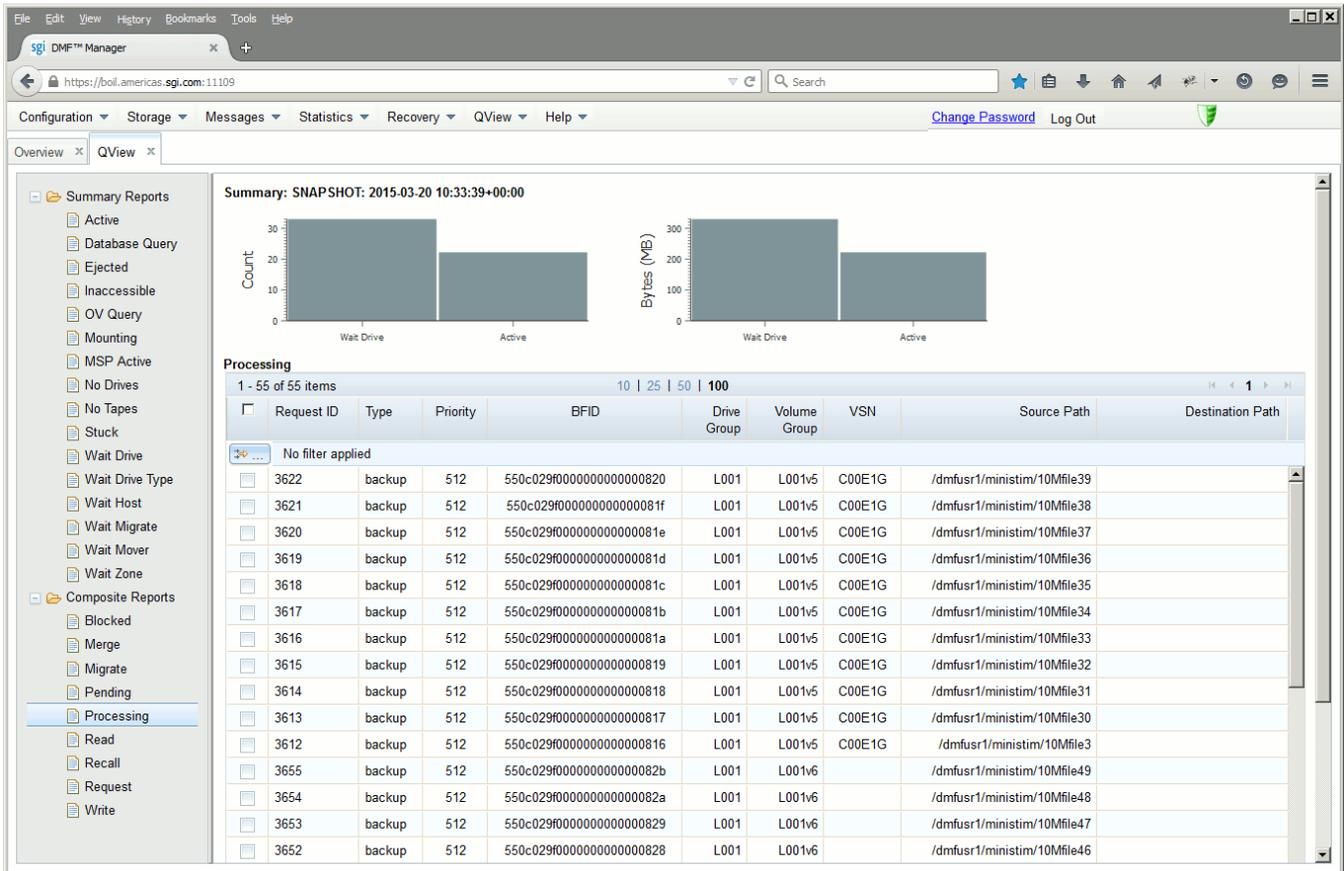 File Edit View History Bookmarks Tools Help
sgi DMF™ Manager
https://boil.americas.sgi.com:11109
Search
Configuration Storage Messages Statistics Recovery QView Help Change Password Log Out
Overview QView
Summary Reports
Active
Database Query
Ejected
Inaccessible
OV Query
Mounting
MSP Active
No Drives
No Tapes
Stuck
Wait Drive
Wait Drive Type
Wait Host
Wait Migrate
Wait Mover
Wait Zone
Composite Reports
Blocked
Merge
Migrate
Pending
Processing
Read
Recall
Request
Write
Summary: SNAPSHOT: 2015-03-20 10:33:39+00:00
Count
30
20
10
0
Wait Drive Active
Bytes (MB)
300
200
100
0
Wait Drive Active
Processing
1 - 55 of 55 items 10 | 25 | 50 | 100 1
Request ID Type Priority BFID Drive Group Volume Group VSN Source Path Destination Path
... No filter applied
3622 backup 512 550c029f0000000000000820 L001 L001v5 C00E1G /dmfusr1/ministim/10Mfile39
3621 backup 512 550c029f000000000000081f L001 L001v5 C00E1G /dmfusr1/ministim/10Mfile38
3620 backup 512 550c029f000000000000081e L001 L001v5 C00E1G /dmfusr1/ministim/10Mfile37
3619 backup 512 550c029f000000000000081d L001 L001v5 C00E1G /dmfusr1/ministim/10Mfile36
3618 backup 512 550c029f000000000000081c L001 L001v5 C00E1G /dmfusr1/ministim/10Mfile35
3617 backup 512 550c029f000000000000081b L001 L001v5 C00E1G /dmfusr1/ministim/10Mfile34
3616 backup 512 550c029f000000000000081a L001 L001v5 C00E1G /dmfusr1/ministim/10Mfile33
3615 backup 512 550c029f0000000000000819 L001 L001v5 C00E1G /dmfusr1/ministim/10Mfile32
3614 backup 512 550c029f0000000000000818 L001 L001v5 C00E1G /dmfusr1/ministim/10Mfile31
3613 backup 512 550c029f0000000000000817 L001 L001v5 C00E1G /dmfusr1/ministim/10Mfile30
3612 backup 512 550c029f0000000000000816 L001 L001v5 C00E1G /dmfusr1/ministim/10Mfile3
3655 backup 512 550c029f000000000000082b L001 L001v6 /dmfusr1/ministim/10Mfile49
3654 backup 512 550c029f000000000000082a L001 L001v6 /dmfusr1/ministim/10Mfile48
3653 backup 512 550c029f0000000000000829 L001 L001v6 /dmfusr1/ministim/10Mfile47
3652 backup 512 550c029f0000000000000828 L001 L001v6 /dmfusr1/ministim/10Mfile46